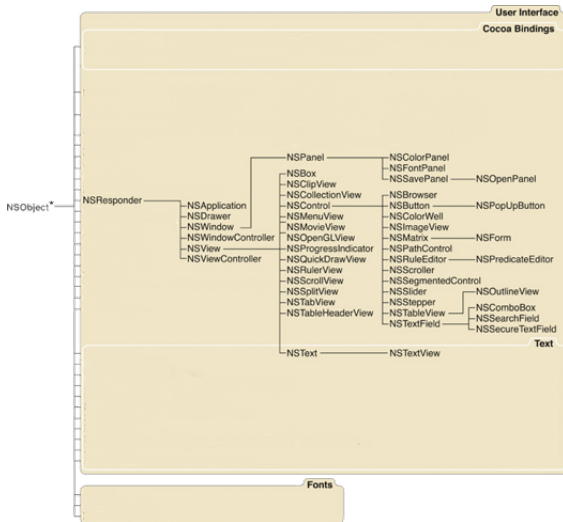 User Interface
Cocoa Bindings
NSPanel
NSColorPanel
NSFontPanel
NSSavePanel
NSOpenPanel
NSObject*
NSResponder
NSApplication
NSDrawer
NSWindow
NSWindowController
NSView
NSViewController
NSBox
NSClipView
NSCollectionView
NSControl
NSMenuView
NSMovieView
NSOpenGLView
NSProgressIndicator
NSQuickDrawView
NSRulerView
NSScrollView
NSSplitView
NSTabView
NSTableHeaderView
NSBrowser
NSButton
NSPopUpButton
NSColorWell
NSImageView
NSMatrix
NSForm
NSPathControl
NSRuleEditor
NSPredicateEditor
NSScroller
NSSegmentedControl
NSSlider
NSStepper
NSTableView
NSOutlineView
NSTextField
NSComboBox
NSSearchField
NSSecureTextField
Text
NSText
NSTextView
Fonts